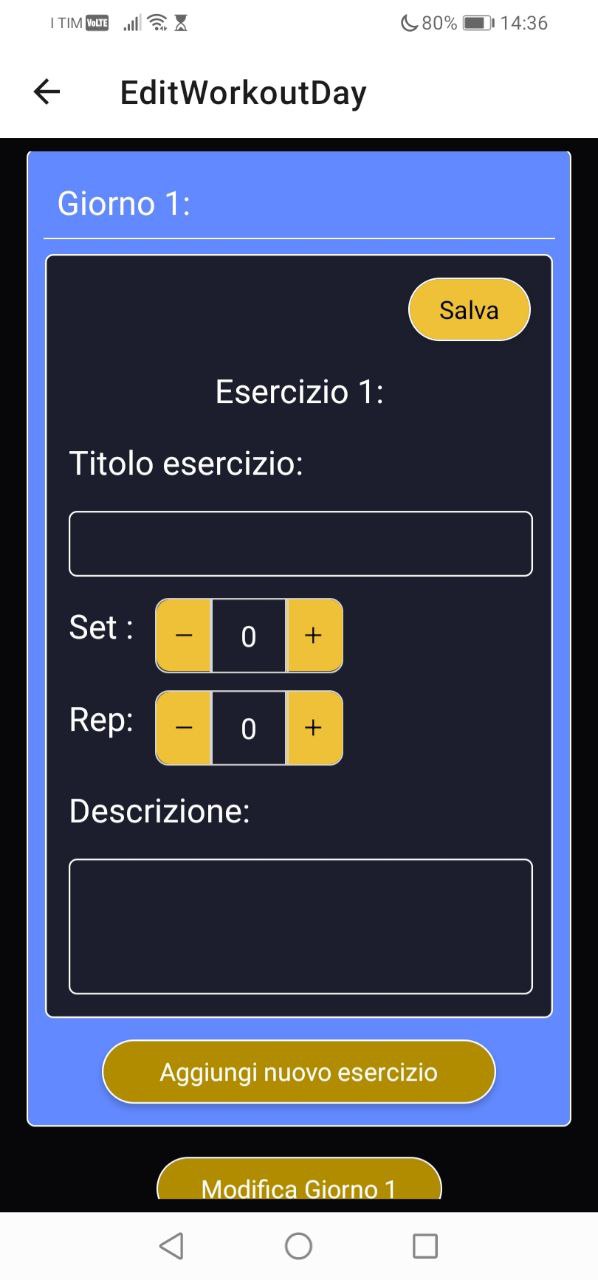 I TIM VoLTE 80% 14:36
EditWorkoutDay
Giorno 1:
Salva
Esercizio 1:
Titolo esercizio:
Set : − 0 +
Rep: − 0 +
Descrizione:
Aggiungi nuovo esercizio
Modifica Giorno 1